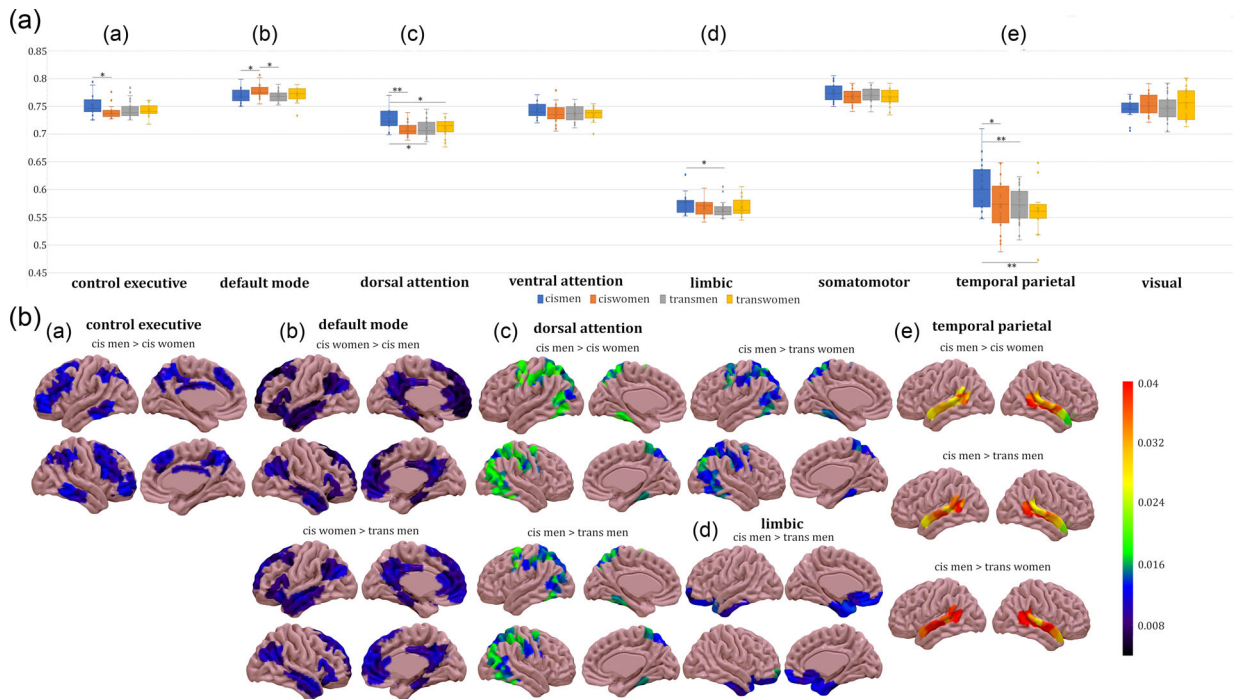 (a)
(a) (b) (c) (d) (e)
0.85
0.8
0.75
0.7
0.65
0.6
0.55
0.5
0.45
* * * ** * * * * ** **
control executive default mode dorsal attention ventral attention limbic somatomotor temporal parietal visual
cismen ciswomen transmen transwomen
(b)
(a) control executive
cis men > cis women
(b) default mode
cis women > cis men
cis women > trans men
(c) dorsal attention
cis men > cis women
cis men > trans women
cis men > trans men
(d) limbic
cis men > trans men
(e) temporal parietal
cis men > cis women
cis men > trans men
cis men > trans women
0.04
0.032
0.024
0.016
0.008